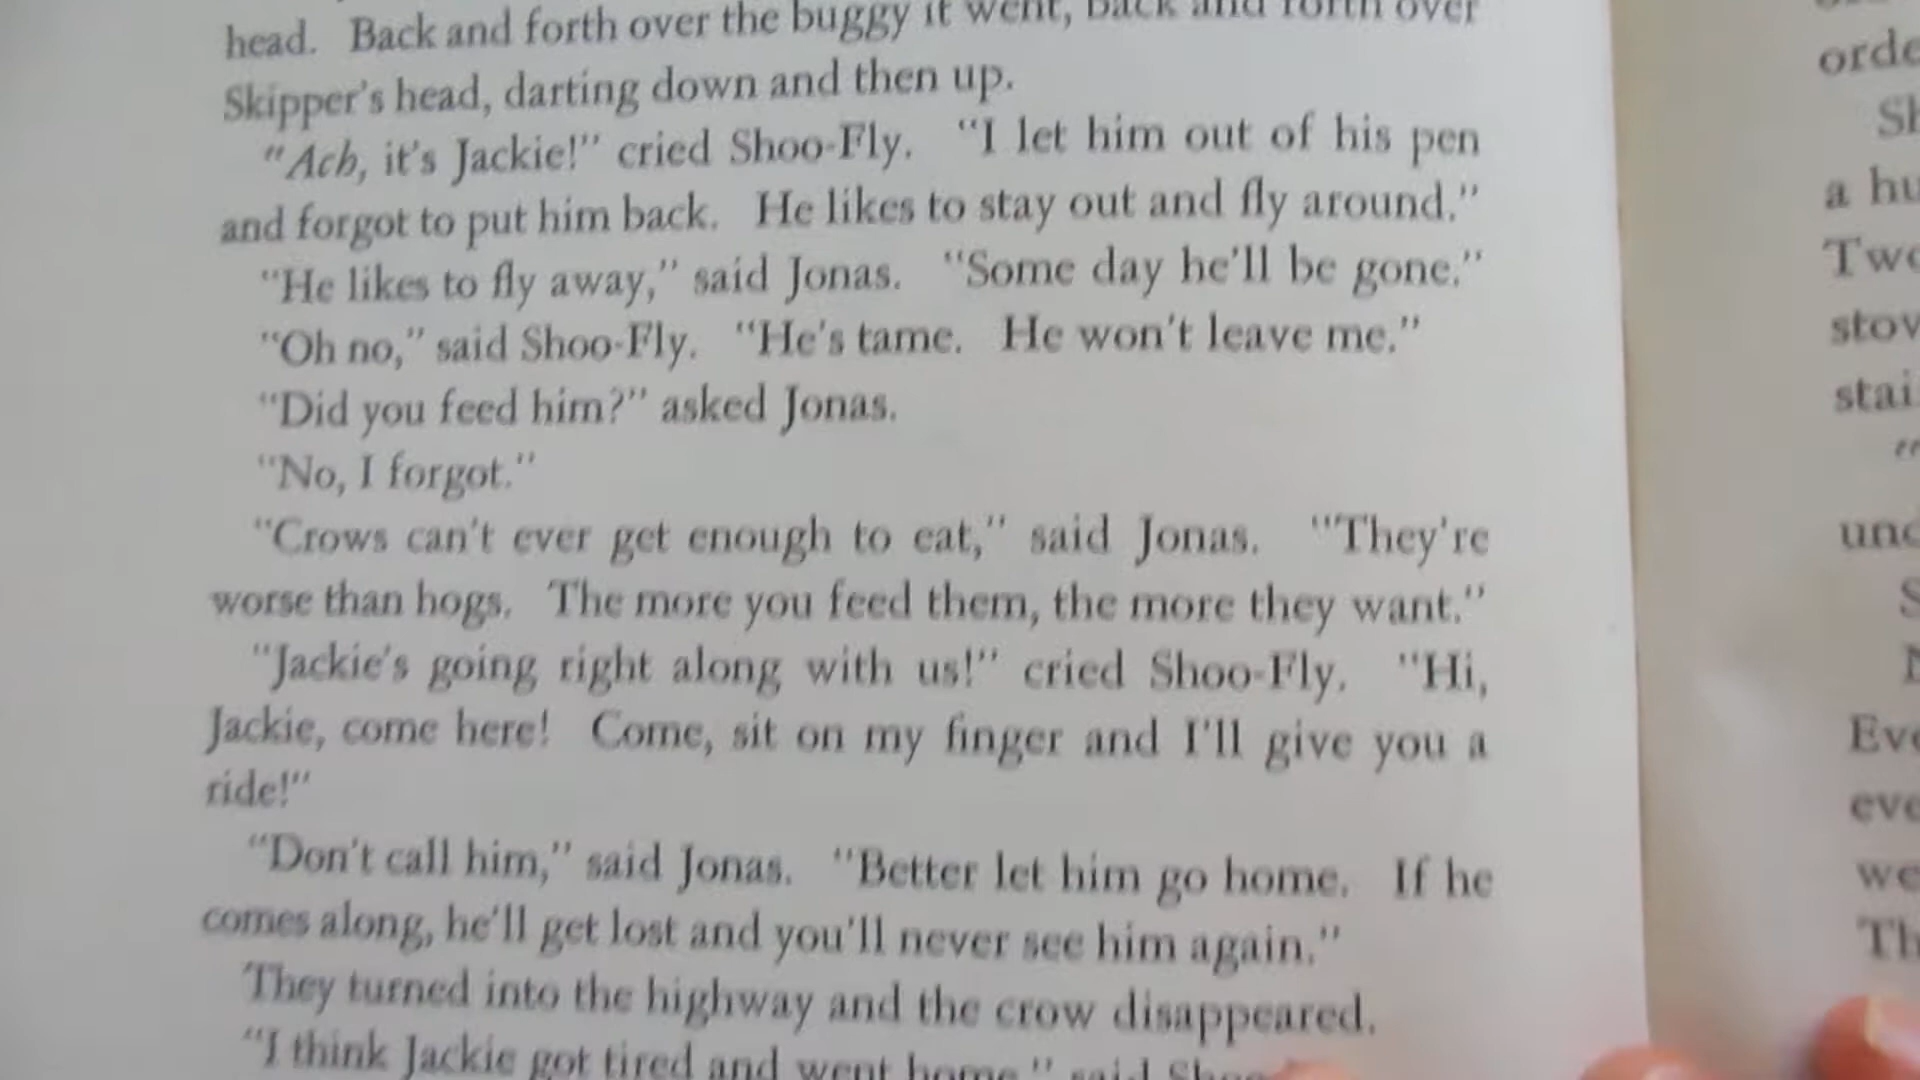 head. Back and forth over the buggy it went, back and forth over
Skipper's head, darting down and then up.
"Ach, it's Jackie!" cried Shoo-Fly. "I let him out of his pen
and forgot to put him back. He likes to stay out and fly around."
"He likes to fly away," said Jonas. "Some day he'll be gone."
"Oh no," said Shoo-Fly. "He's tame. He won't leave me."
"Did you feed him?" asked Jonas.
"No, I forgot."
"Crows can't ever get enough to eat," said Jonas. "They're
worse than hogs. The more you feed them, the more they want."
"Jackie's going right along with us!" cried Shoo-Fly. "Hi,
Jackie, come here! Come, sit on my finger and I'll give you a
ride!"
"Don't call him," said Jonas. "Better let him go home. If he
comes along, he'll get lost and you'll never see him again."
They turned into the highway and the crow disappeared.
"I think Jackie got tired and went home," said
a